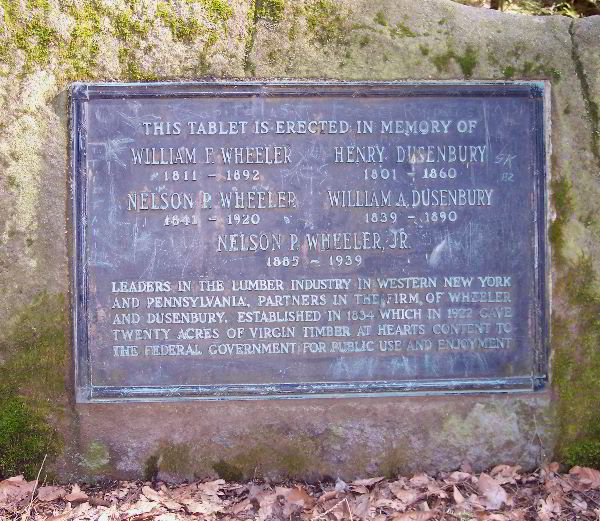 THIS TABLET IS ERECTED IN MEMORY OF
WILLIAM F. WHEELER HENRY DUSENBURY
1811 - 1892 1801 - 1860
NELSON P. WHEELER WILLIAM A. DUSENBURY
1841 - 1920 1839 - 1890
NELSON P. WHEELER, JR.
1885 - 1939
LEADERS IN THE LUMBER INDUSTRY IN WESTERN NEW YORK
AND PENNSYLVANIA, PARTNERS IN THE FIRM, OF WHEELER
AND DUSENBURY, ESTABLISHED IN 1834 WHICH IN 1922 GAVE
TWENTY ACRES OF VIRGIN TIMBER AT HEARTS CONTENT TO
THE FEDERAL GOVERNMENT FOR PUBLIC USE AND ENJOYMENT
SK
82